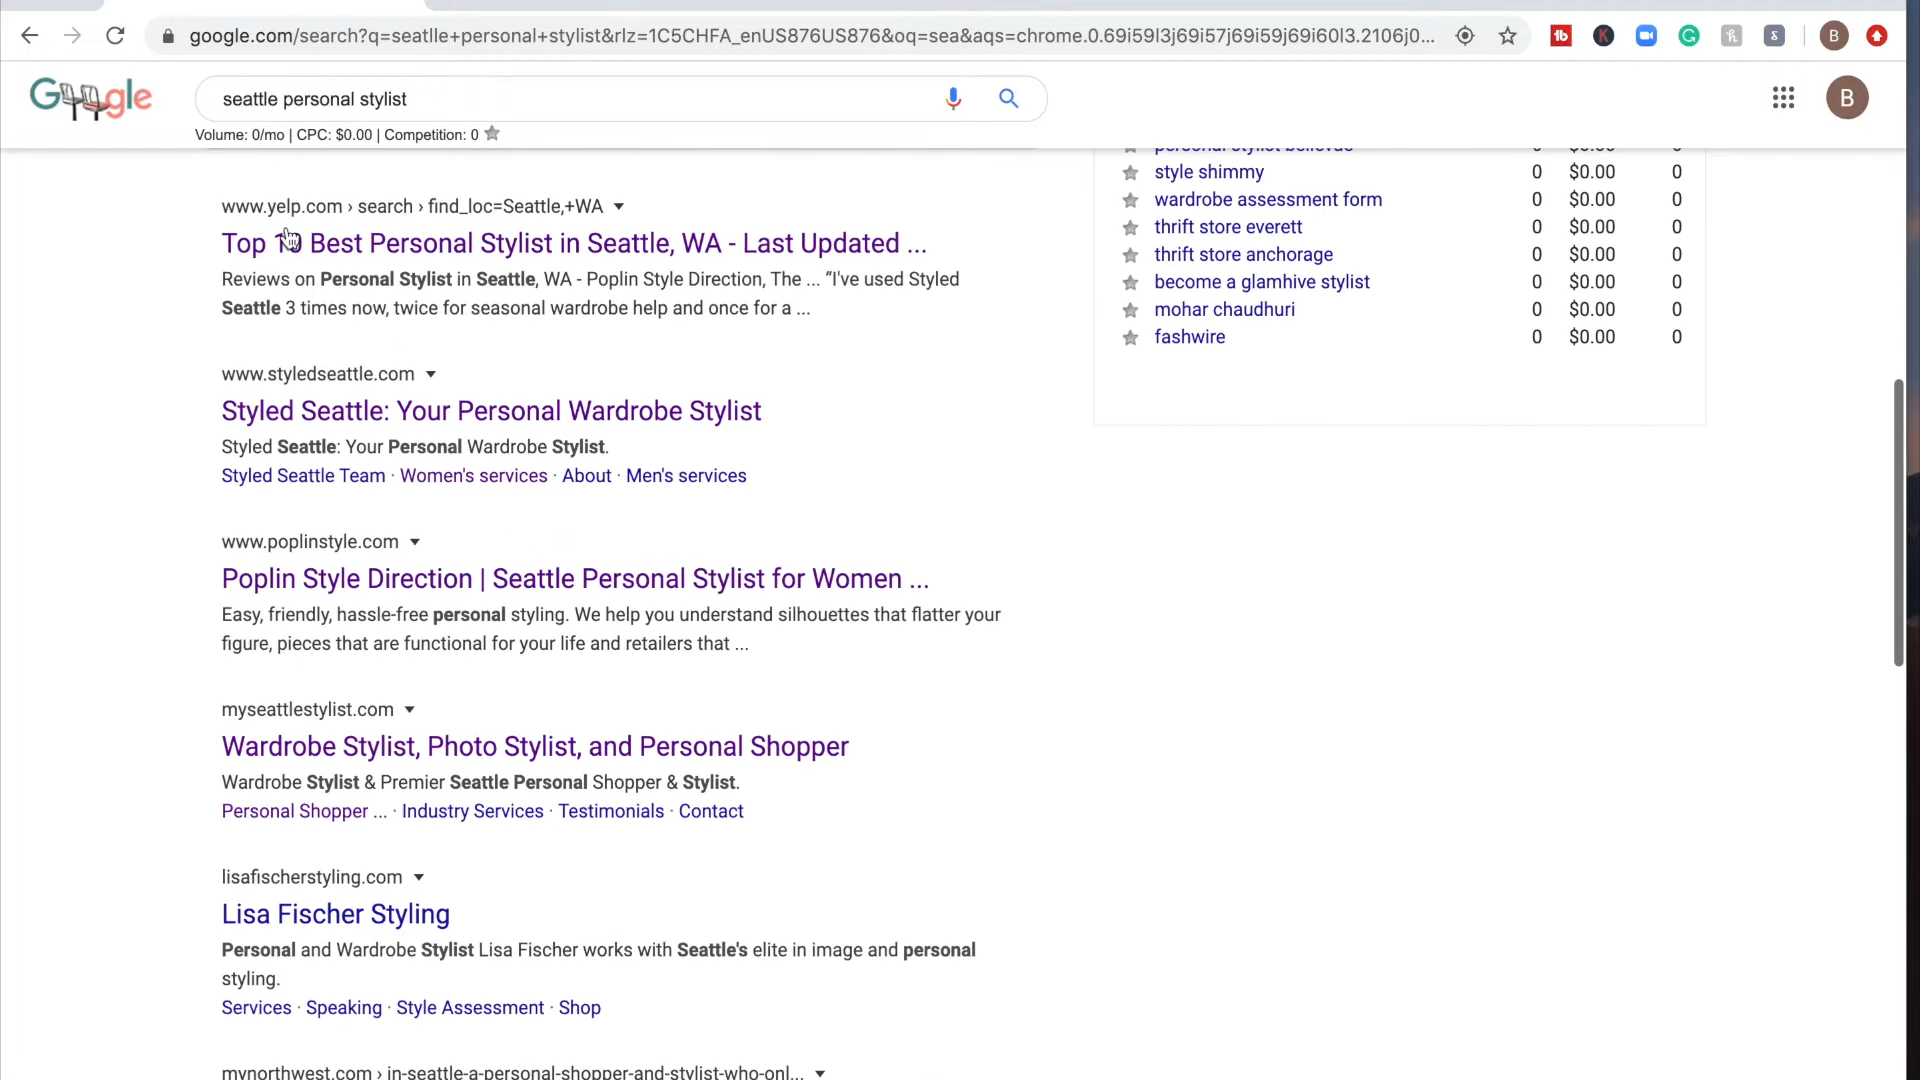 google.com/search?q=seatlle+personal+stylist&rlz=1C5CHFA_enUS876US876&oq=sea&aqs=chrome.0.69i59l3j69i57j69i59j69i60l3.2106j0...
B
Google
seattle personal stylist
B
Volume: 0/mo | CPC: $0.00 | Competition: 0
personal stylist bellevue 0 $0.00 0
style shimmy 0 $0.00 0
wardrobe assessment form 0 $0.00 0
thrift store everett 0 $0.00 0
thrift store anchorage 0 $0.00 0
become a glamhive stylist 0 $0.00 0
mohar chaudhuri 0 $0.00 0
fashwire 0 $0.00 0
www.yelp.com › search › find_loc=Seattle,+WA
Top 10 Best Personal Stylist in Seattle, WA - Last Updated ...
Reviews on Personal Stylist in Seattle, WA - Poplin Style Direction, The ... “I've used Styled
Seattle 3 times now, twice for seasonal wardrobe help and once for a ...
www.styledseattle.com
Styled Seattle: Your Personal Wardrobe Stylist
Styled Seattle: Your Personal Wardrobe Stylist.
Styled Seattle Team · Women's services · About · Men's services
www.poplinstyle.com
Poplin Style Direction | Seattle Personal Stylist for Women ...
Easy, friendly, hassle-free personal styling. We help you understand silhouettes that flatter your
figure, pieces that are functional for your life and retailers that ...
myseattlestylist.com
Wardrobe Stylist, Photo Stylist, and Personal Shopper
Wardrobe Stylist & Premier Seattle Personal Shopper & Stylist.
Personal Shopper ... · Industry Services · Testimonials · Contact
lisafischerstyling.com
Lisa Fischer Styling
Personal and Wardrobe Stylist Lisa Fischer works with Seattle's elite in image and personal
styling.
Services · Speaking · Style Assessment · Shop
mynorthwest.com › in-seattle-a-personal-shopper-and-stylist-who-onl...